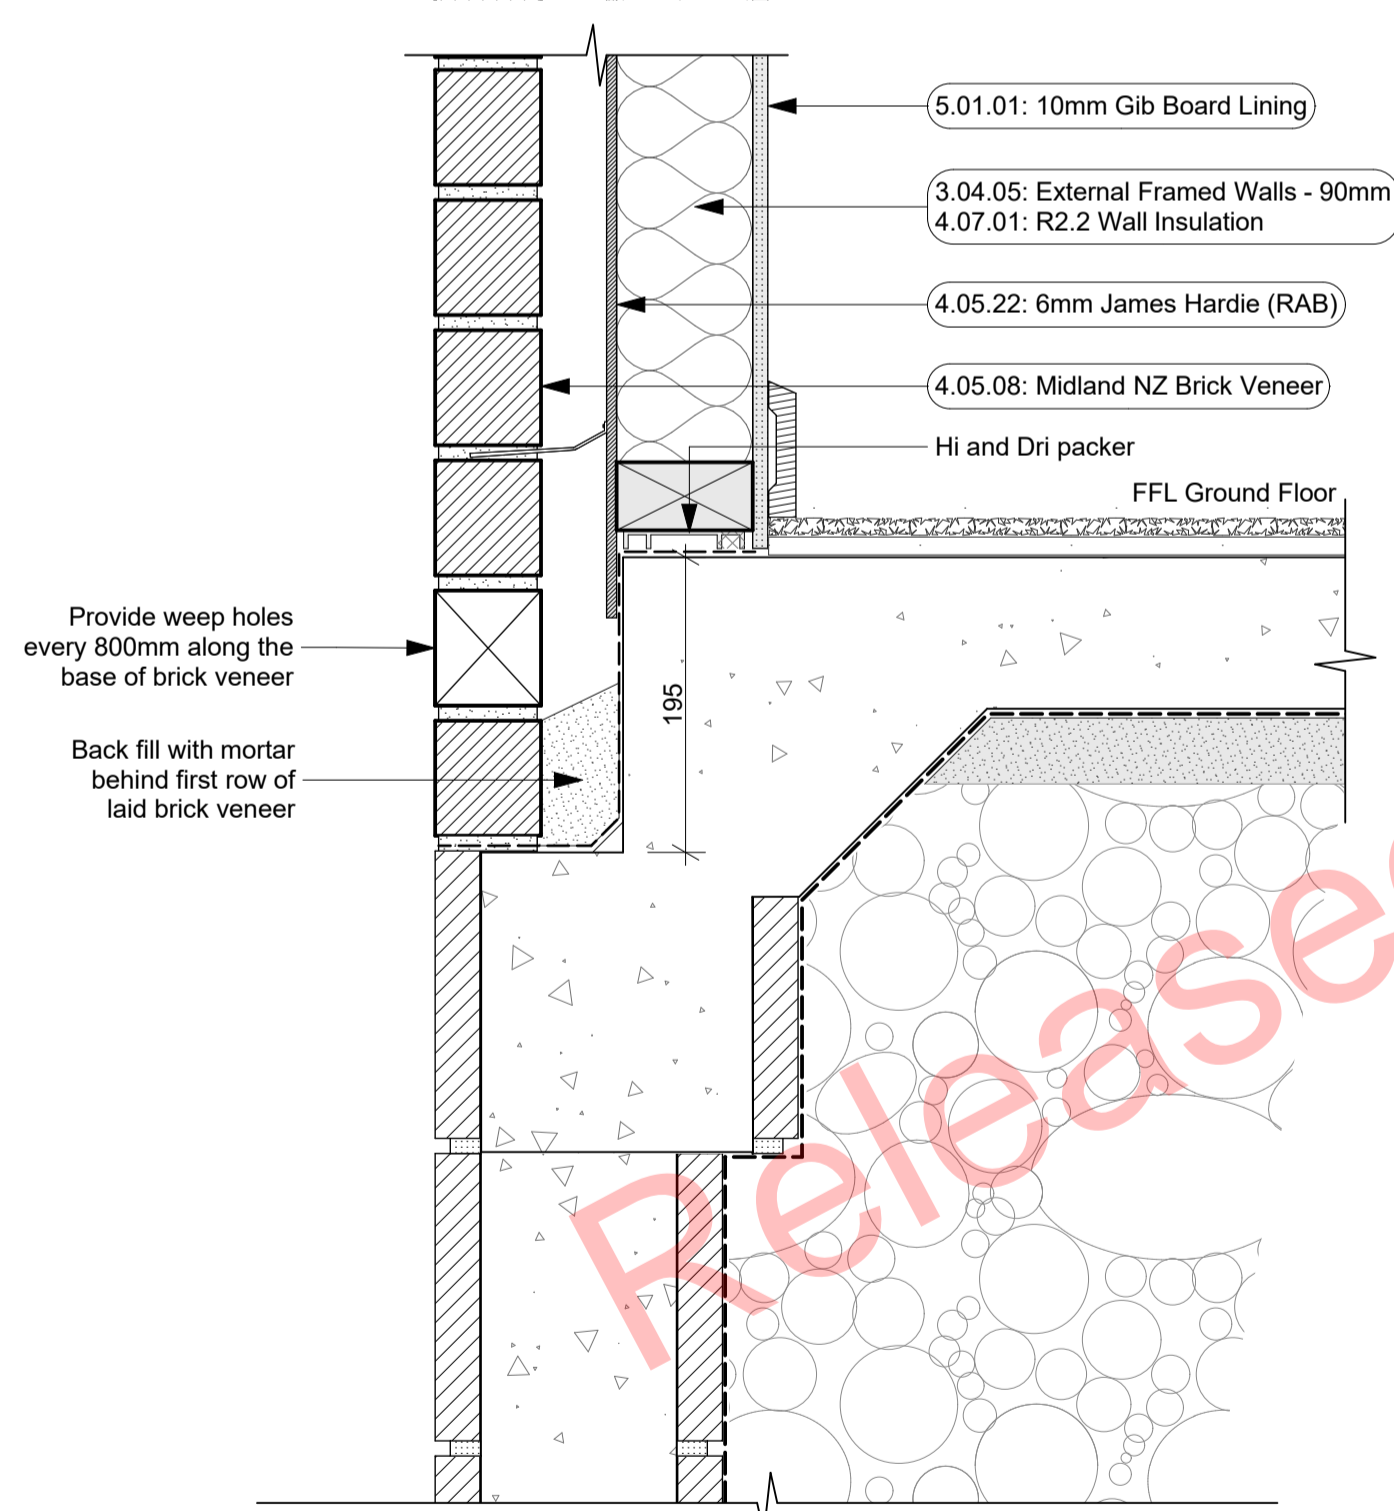 5.01.01: 10mm Gib Board Lining
3.04.05: External Framed Walls - 90mm
4.07.01: R2.2 Wall Insulation
4.05.22: 6mm James Hardie (RAB)
4.05.08: Midland NZ Brick Veneer
Hi and Dri packer
FFL Ground Floor
Provide weep holes
every 800mm along the
base of brick veneer
195
Back fill with mortar
behind first row of
laid brick veneer